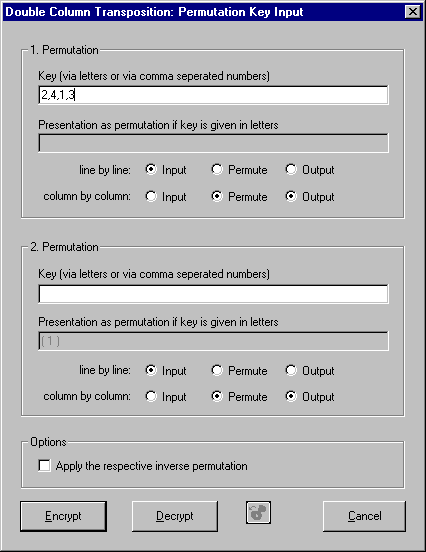 Double Column Transposition: Permutation Key Input
1. Permutation
Key (via letters or via comma seperated numbers)
2,4,1,3
Presentation as permutation if key is given in letters
line by line: Input Permute Output
column by column: Input Permute Output
2. Permutation
Key (via letters or via comma seperated numbers)
Presentation as permutation if key is given in letters
( 1 )
line by line: Input Permute Output
column by column: Input Permute Output
Options
Apply the respective inverse permutation
Encrypt Decrypt Cancel